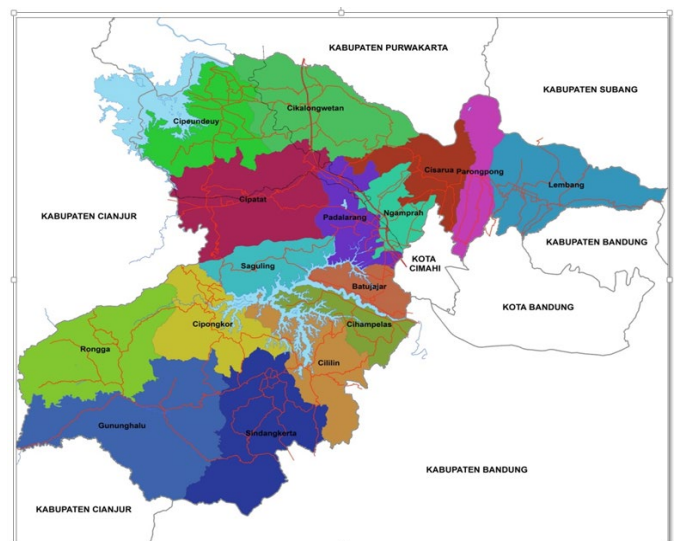 KABUPATEN PURWAKARTA
KABUPATEN SUBANG
Cikalongwetan
Cipeundeuy
Cisarua
Parongpong
Lembang
Cipatat
Padalarang
Ngamprah
KABUPATEN CIANJUR
KABUPATEN BANDUNG
KOTA
CIMAHI
Saguling
Batujajar
KOTA BANDUNG
Cipongkor
Cihampelas
Rongga
Cililin
Gununghalu
Sindangkerta
KABUPATEN BANDUNG
KABUPATEN CIANJUR